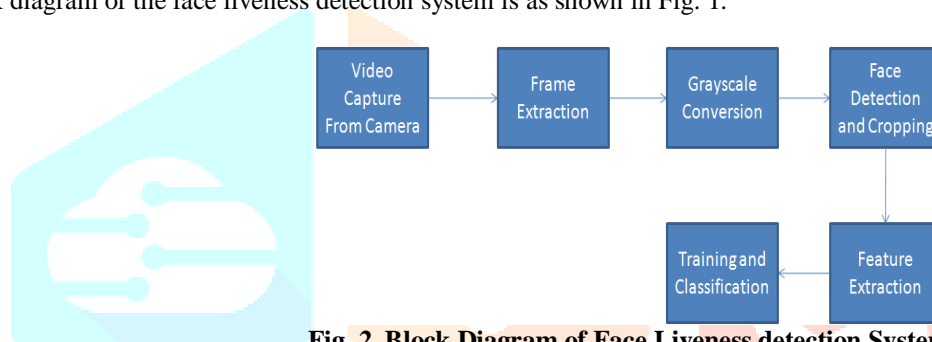 diagram of the face liveness detection system is as shown in Fig. 1.
Video
Capture
From Camera
Frame
Extraction
Grayscale
Conversion
Face
Detection
and Cropping
Feature
Extraction
Training and
Classification
Fig. 2 Block Diagram of Face Liveness detection System